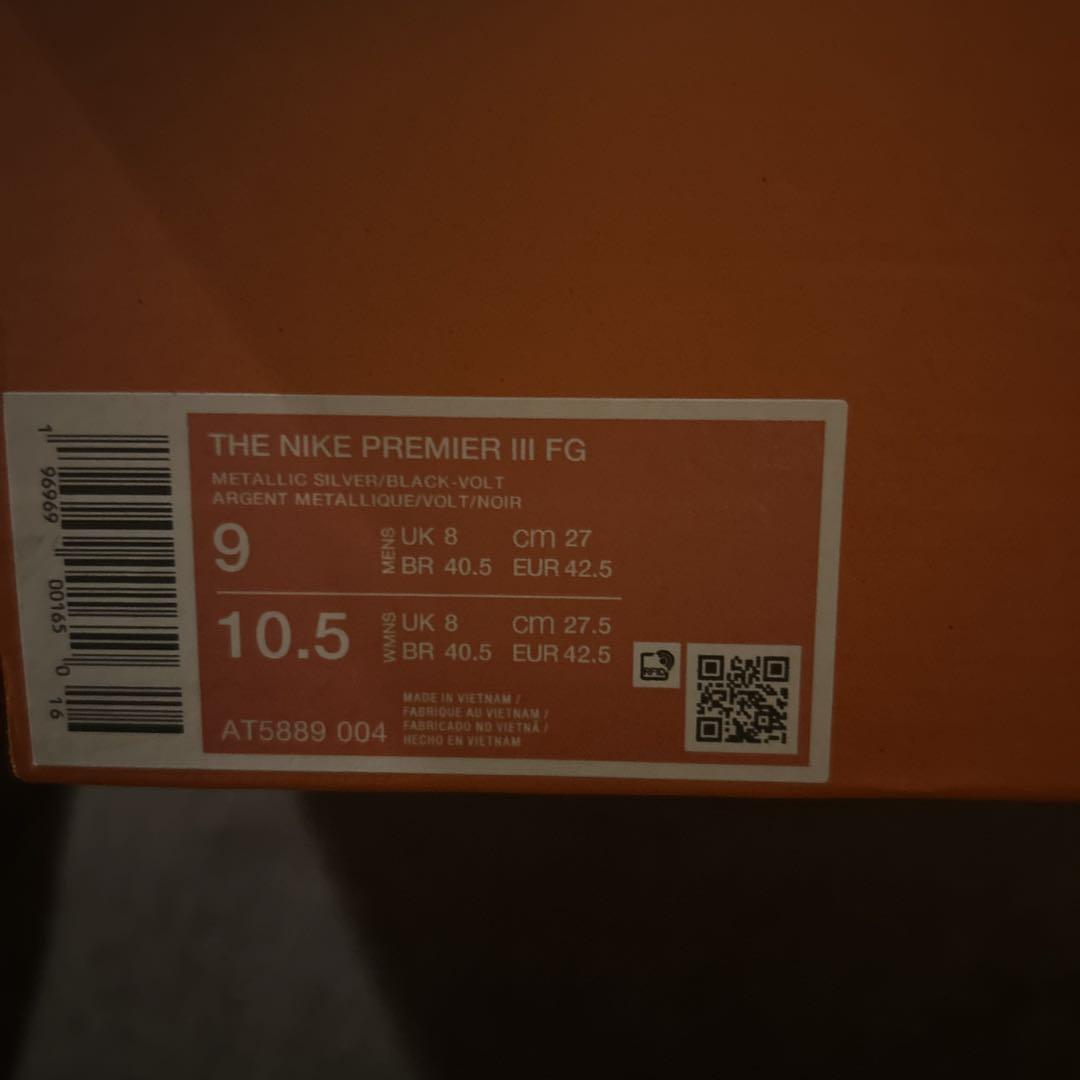 THE NIKE PREMIER III FG
METALLIC SILVER/BLACK-VOLT
ARGENT METALLIQUE/VOLT/NOIR
9
MENS
UK 8 cm 27
BR 40.5 EUR 42.5
10.5
WMNS
UK 8 cm 27.5
BR 40.5 EUR 42.5
AT5889 004
MADE IN VIETNAM /
FABRIQUE AU VIETNAM /
FABRICADO NO VIETNÃ /
HECHO EN VIETNAM
RFID
1 96969 00165 0 16